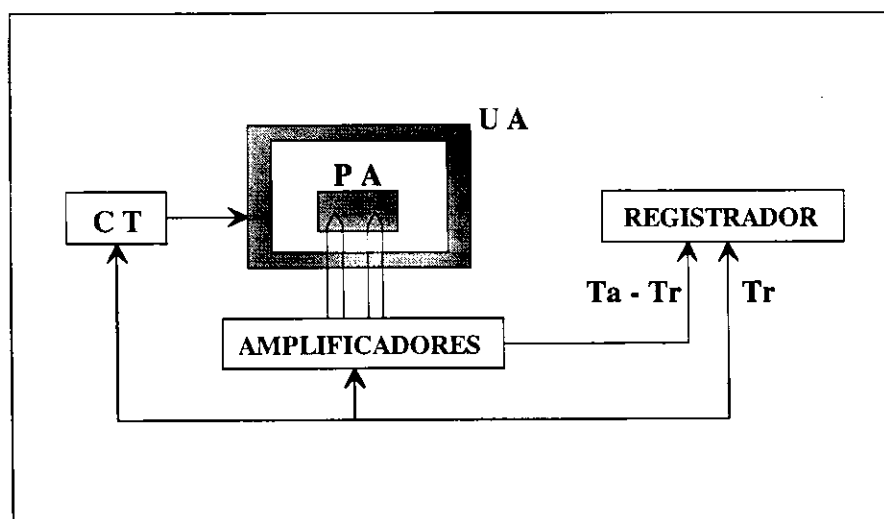 U A
P A
C T
REGISTRADOR
Ta - Tr
Tr
AMPLIFICADORES